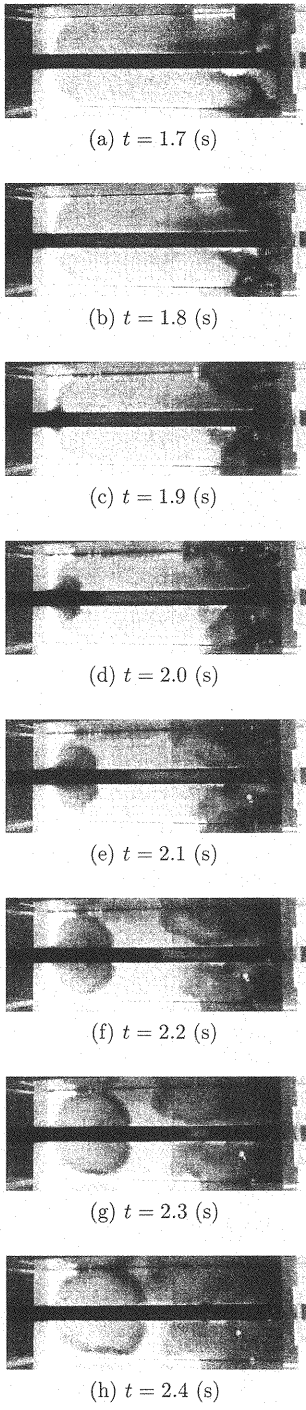 (a) t = 1.7 (s)
(b) t = 1.8 (s)
(c) t = 1.9 (s)
(d) t = 2.0 (s)
(e) t = 2.1 (s)
(f) t = 2.2 (s)
(g) t = 2.3 (s)
(h) t = 2.4 (s)